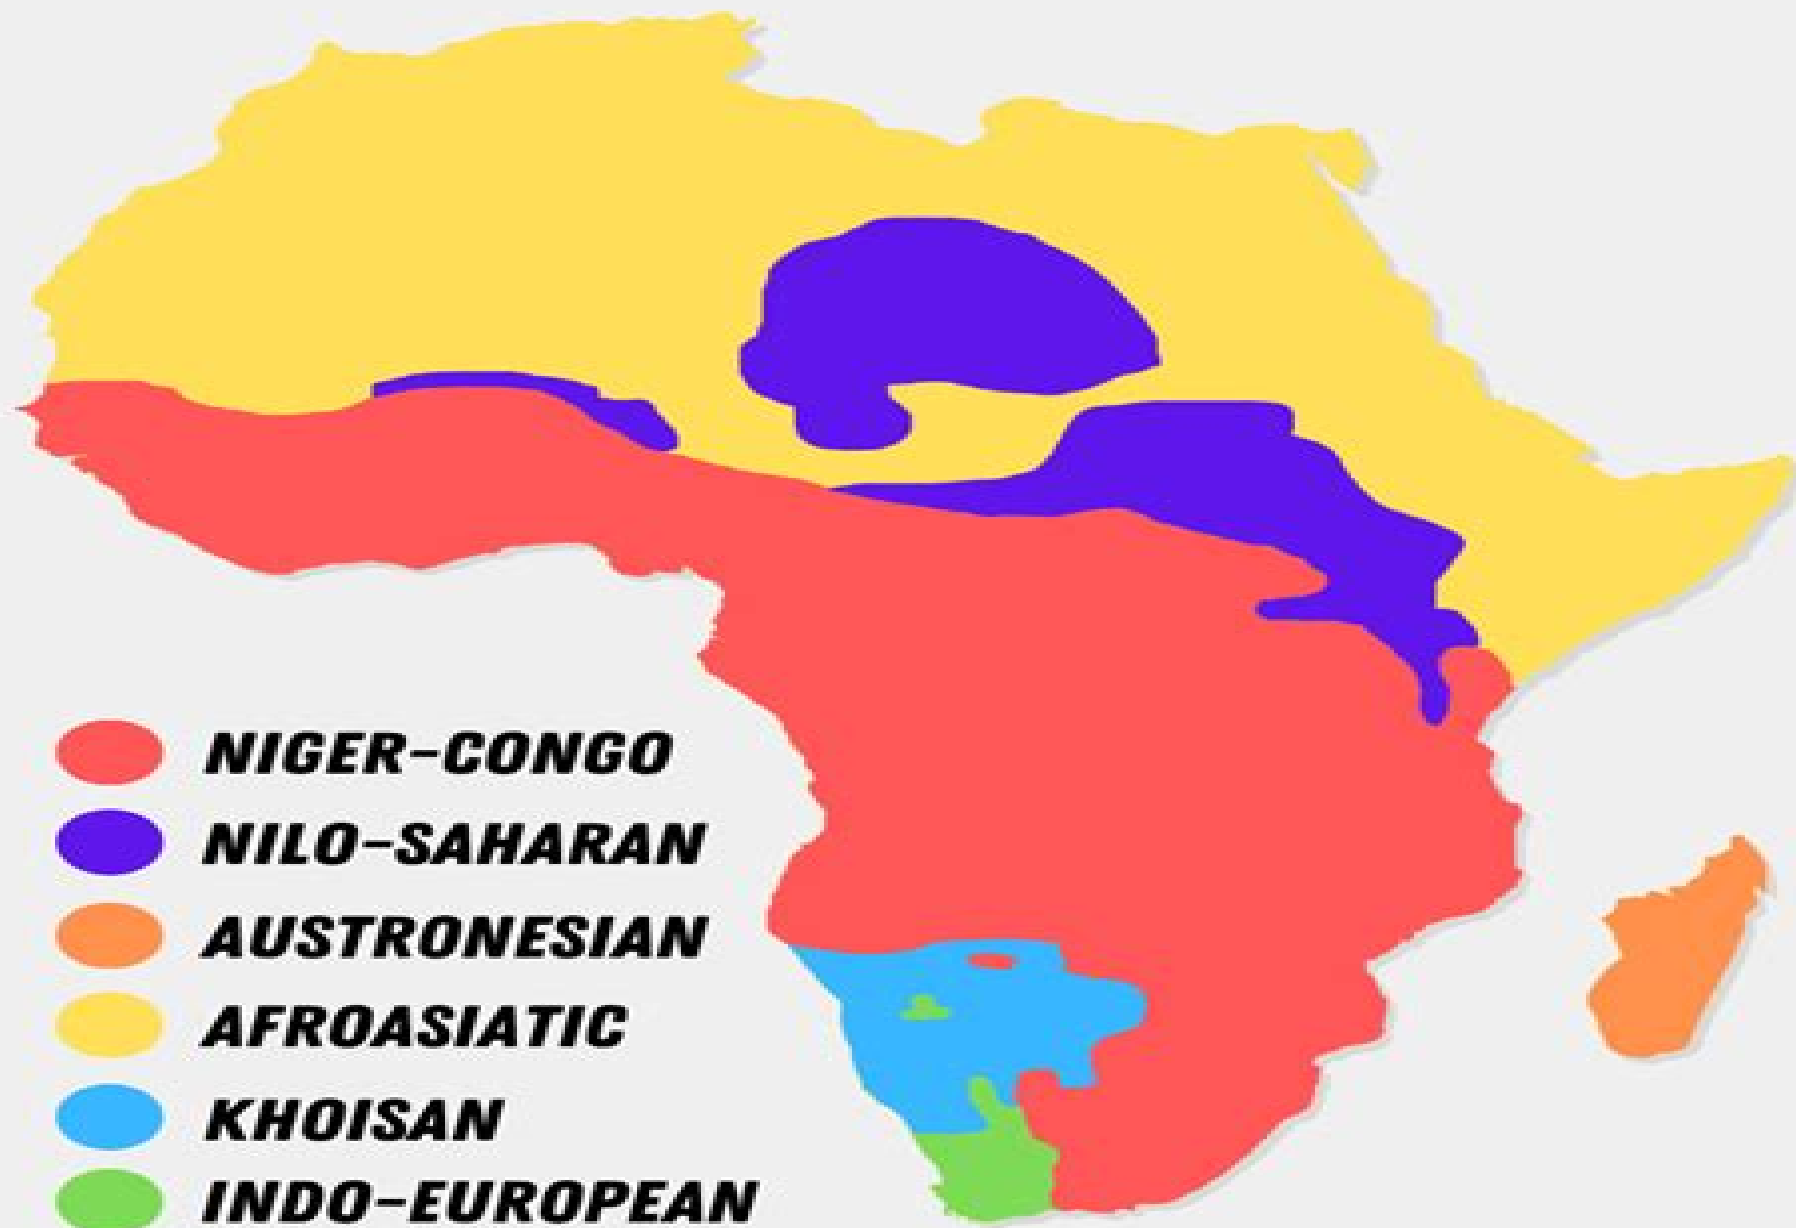 NIGER-CONGO
NILO-SAHARAN
AUSTRONESIAN
AFROASIATIC
KHOISAN
INDO-EUROPEAN